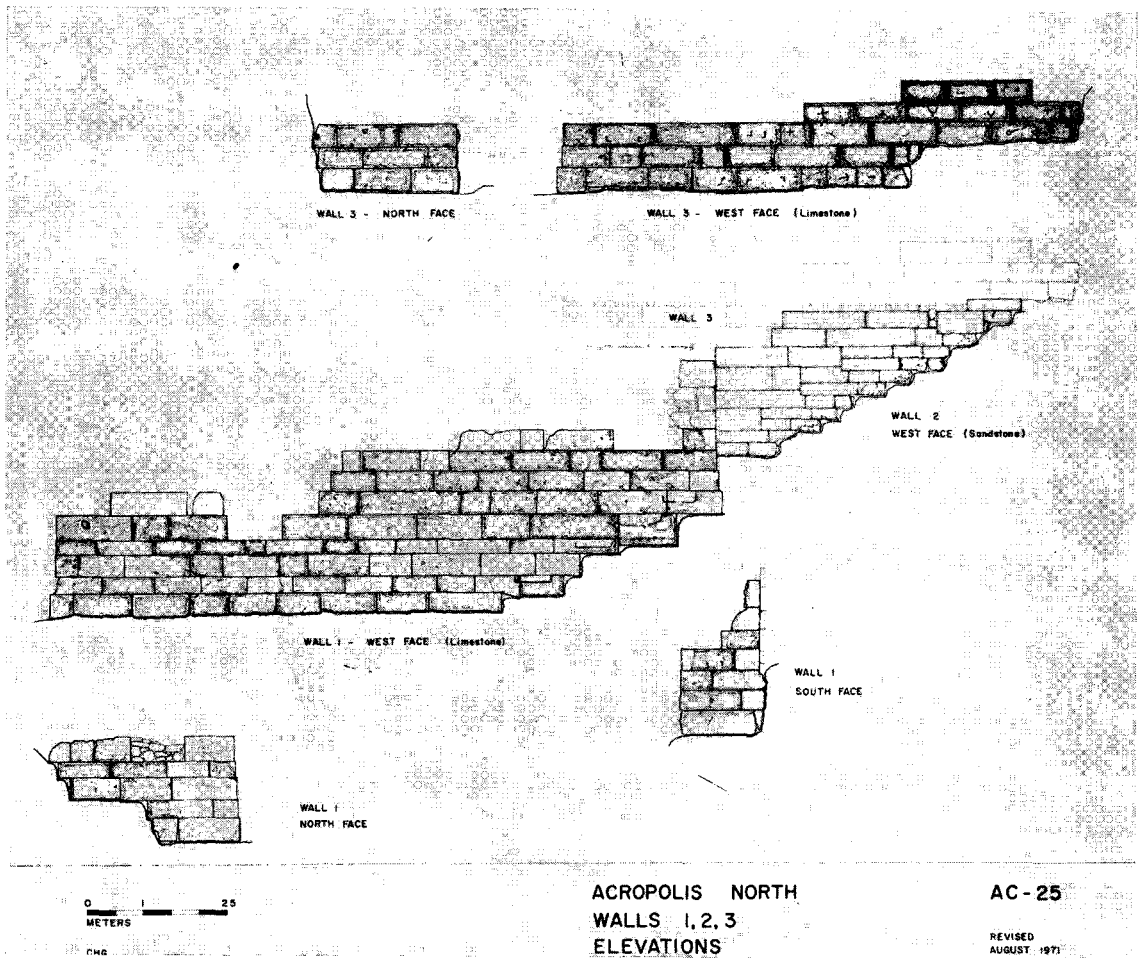 WALL 3 - NORTH FACE
WALL 3 - WEST FACE (Limestone)
WALL 3
WALL 2
WEST FACE (Sandstone)
WALL 1 - WEST FACE (Limestone)
WALL 1
SOUTH FACE
WALL 1
NORTH FACE
0 1 25
METERS
CHG
ACROPOLIS NORTH
WALLS 1, 2, 3
ELEVATIONS
AC-25
REVISED
AUGUST 1971